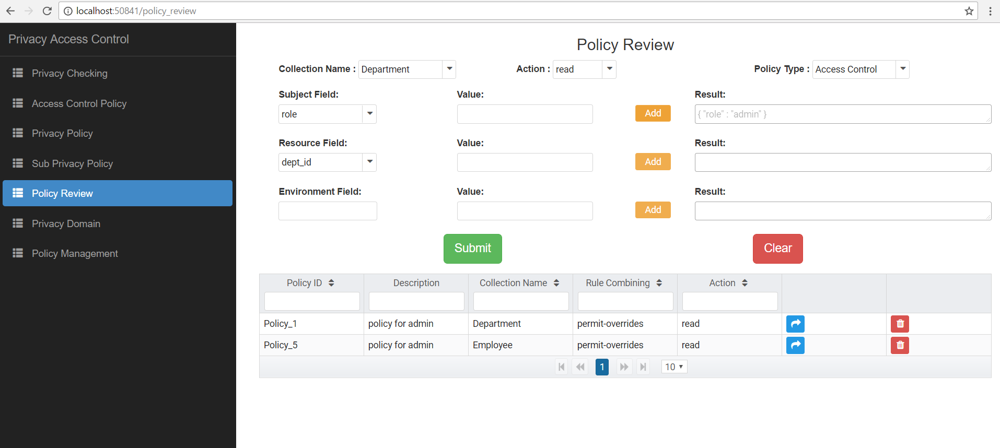 localhost:50841/policy_review
Privacy Access Control
Privacy Checking
Access Control Policy
Privacy Policy
Sub Privacy Policy
Policy Review
Privacy Domain
Policy Management
Policy Review
Collection Name : Department Action : read Policy Type : Access Control
Subject Field: Value: Result:
role Add { "role" : "admin" }
Resource Field: Value: Result:
dept_id Add
Environment Field: Value: Result:
Add
Submit Clear
Policy ID Description Collection Name Rule Combining Action
Policy_1 policy for admin Department permit-overrides read
Policy_5 policy for admin Employee permit-overrides read
1 10